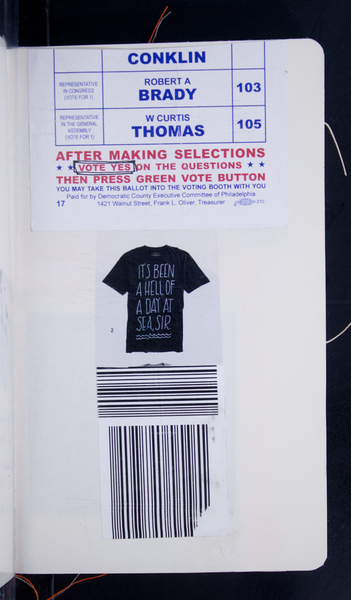 CONKLIN
REPRESENTATIVE
IN CONGRESS
(VOTE FOR 1)
ROBERT A
BRADY
103
REPRESENTATIVE
IN THE GENERAL
ASSEMBLY
(VOTE FOR 1)
W CURTIS
THOMAS
105
AFTER MAKING SELECTIONS
★ ★ VOTE YES ON THE QUESTIONS ★ ★
THEN PRESS GREEN VOTE BUTTON
YOU MAY TAKE THIS BALLOT INTO THE VOTING BOOTH WITH YOU
Paid for by Democratic County Executive Committee of Philadelphia
17 1421 Walnut Street, Frank L. Oliver, Treasurer
IT'S BEEN
A HELL OF
A DAY AT
SEA, SIR.
2